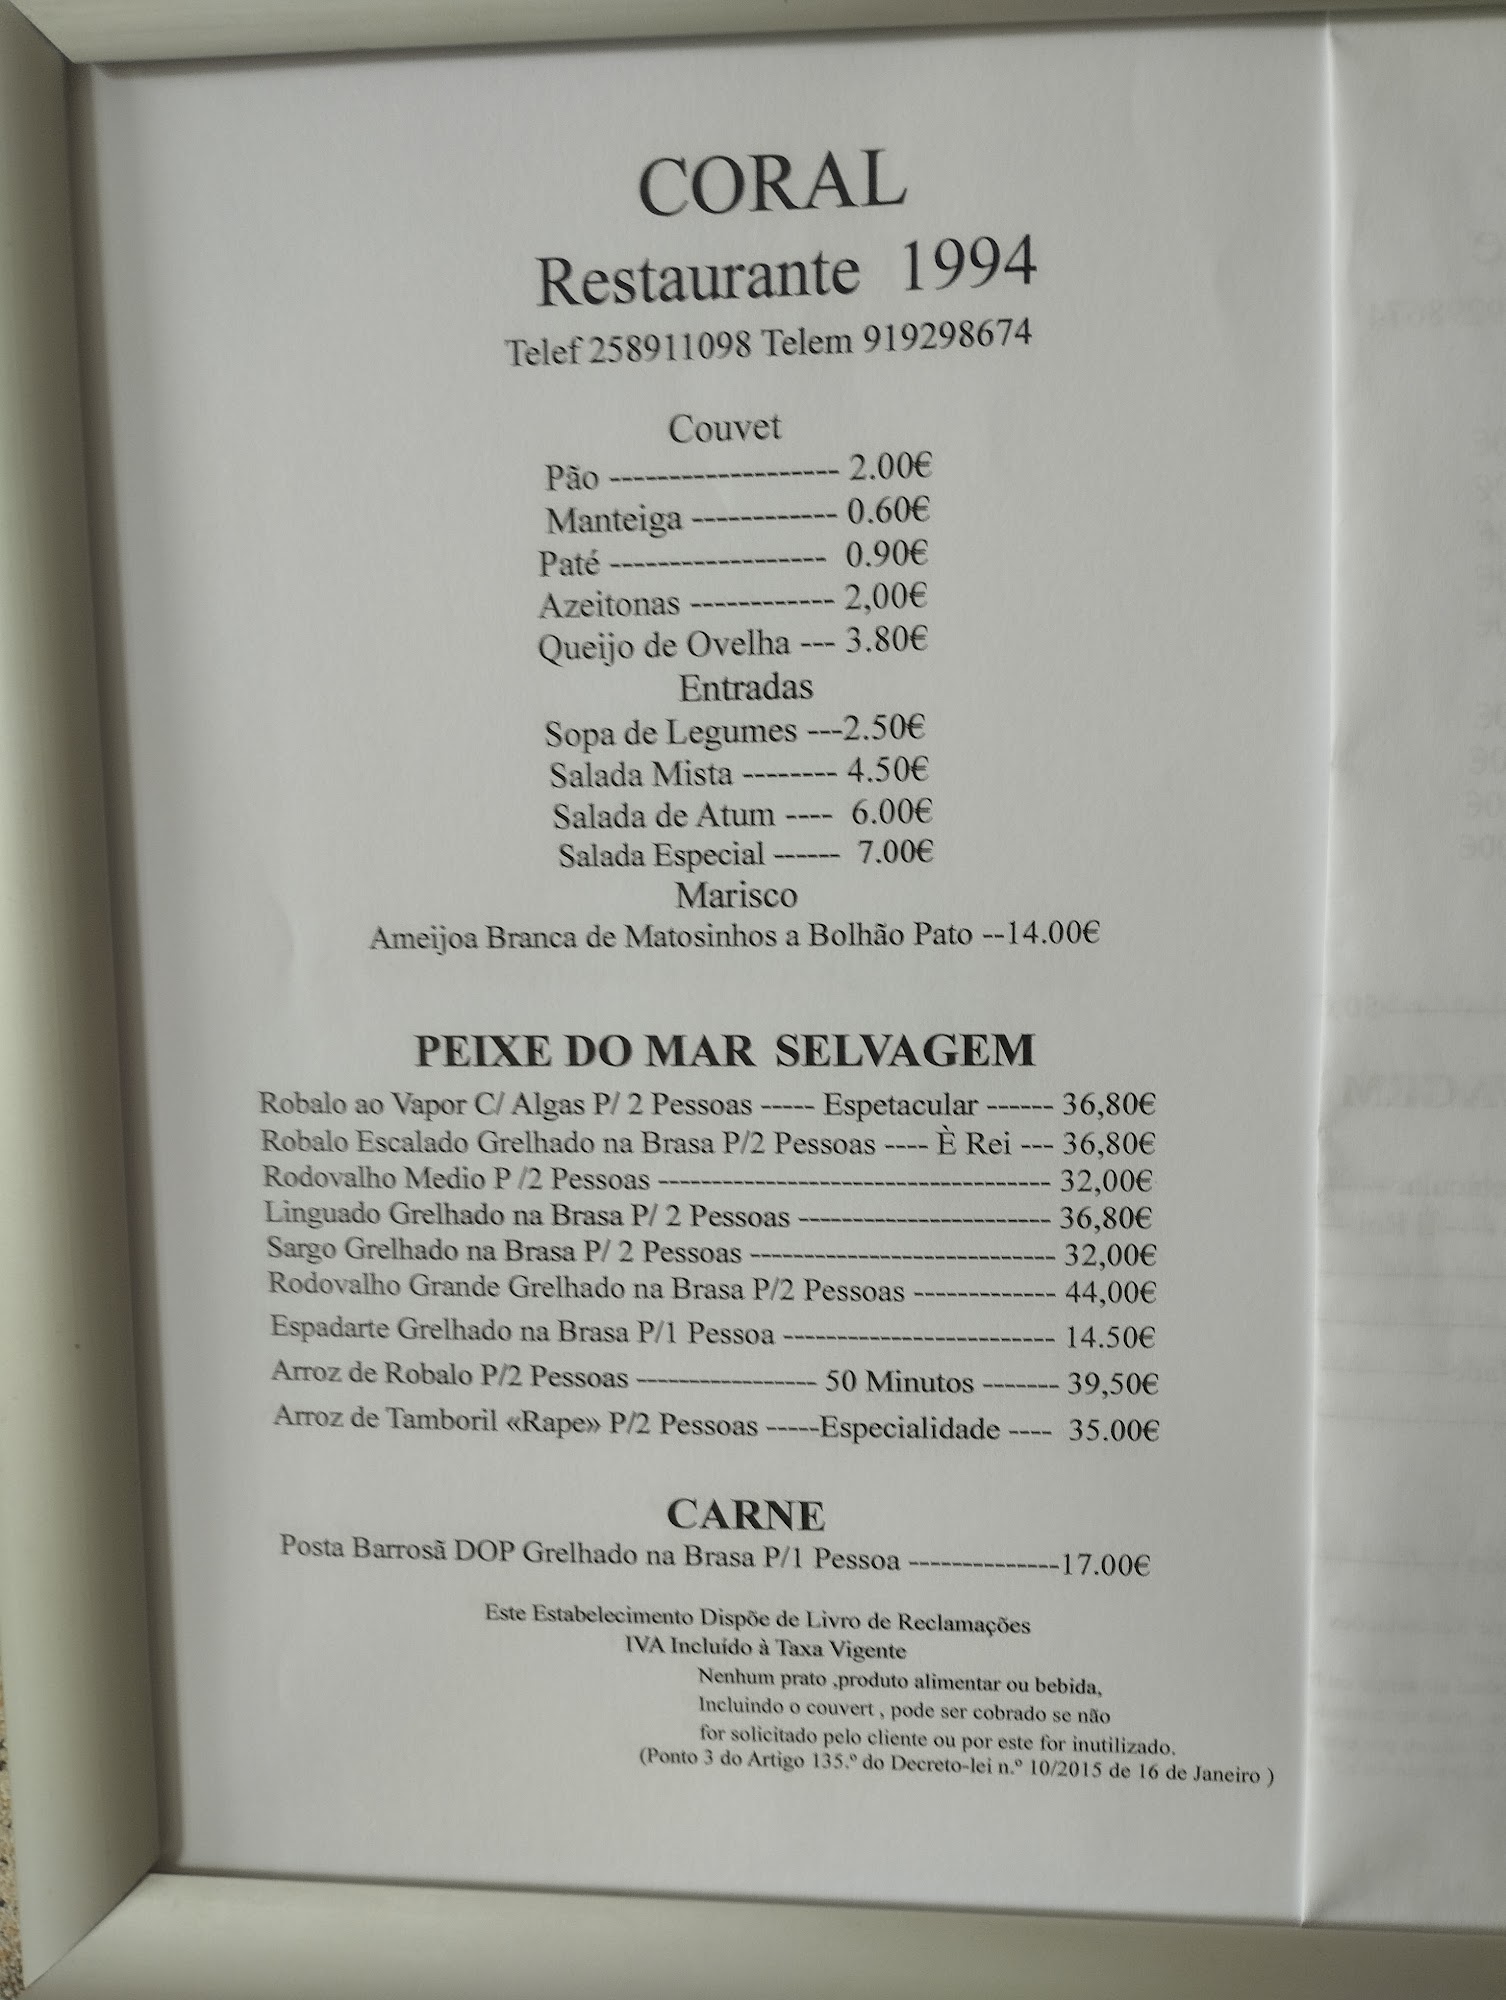 CORAL
Restaurante 1994
Telef 258911098 Telem 919298674
Couvet
Pão ------------------- 2.00€
Manteiga ------------ 0.60€
Paté ------------------ 0.90€
Azeitonas ------------ 2,00€
Queijo de Ovelha --- 3.80€
Entradas
Sopa de Legumes ---2.50€
Salada Mista -------- 4.50€
Salada de Atum ---- 6.00€
Salada Especial ------ 7.00€
Marisco
Ameijoa Branca de Matosinhos a Bolhão Pato --14.00€
PEIXE DO MAR SELVAGEM
Robalo ao Vapor C/ Algas P/ 2 Pessoas ----- Espetacular ------ 36,80€
Robalo Escalado Grelhado na Brasa P/2 Pessoas ---- È Rei --- 36,80€
Rodovalho Medio P /2 Pessoas ------------------------------------ 32,00€
Linguado Grelhado na Brasa P/ 2 Pessoas ----------------------- 36,80€
Sargo Grelhado na Brasa P/ 2 Pessoas ---------------------------- 32,00€
Rodovalho Grande Grelhado na Brasa P/2 Pessoas ------------- 44,00€
Espadarte Grelhado na Brasa P/1 Pessoa ------------------------- 14.50€
Arroz de Robalo P/2 Pessoas ----------------- 50 Minutos ------- 39,50€
Arroz de Tamboril «Rape» P/2 Pessoas -----Especialidade ---- 35.00€
CARNE
Posta Barrosã DOP Grelhado na Brasa P/1 Pessoa --------------17.00€
Este Estabelecimento Dispõe de Livro de Reclamações
IVA Incluído à Taxa Vigente
Nenhum prato ,produto alimentar ou bebida,
Incluindo o couvert , pode ser cobrado se não
for solicitado pelo cliente ou por este for inutilizado.
(Ponto 3 do Artigo 135.º do Decreto-lei n.º 10/2015 de 16 de Janeiro )